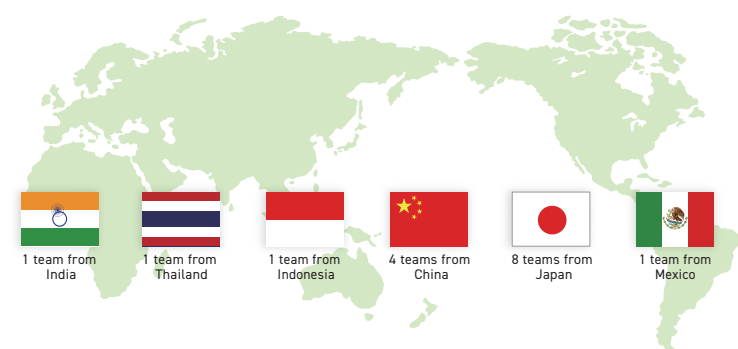 1 team from
India
1 team from
Thailand
1 team from
Indonesia
4 teams from
China
8 teams from
Japan
1 team from
Mexico